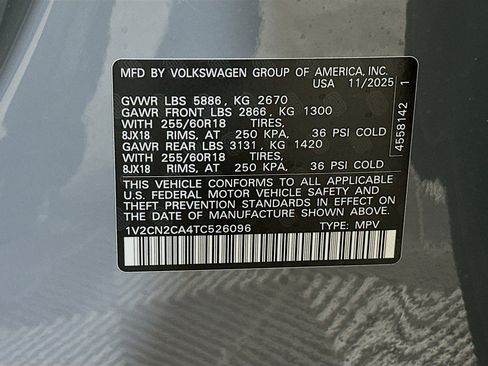 MFD BY VOLKSWAGEN GROUP OF AMERICA, INC.
USA 11/2025
GVWR LBS 5886, KG 2670
GAWR FRONT LBS 2866, KG 1300
WITH 255/60R18 TIRES,
8JX18 RIMS, AT 250 KPA, 36 PSI COLD
GAWR REAR LBS 3131, KG 1420
WITH 255/60R18 TIRES,
8JX18 RIMS, AT 250 KPA, 36 PSI COLD
THIS VEHICLE CONFORMS TO ALL APPLICABLE
U.S. FEDERAL MOTOR VEHICLE SAFETY AND
THEFT PREVENTION STANDARDS IN EFFECT ON
THE DATE OF MANUFACTURE SHOWN ABOVE.
1V2CN2CA4TC526096 TYPE: MPV
4558142 1